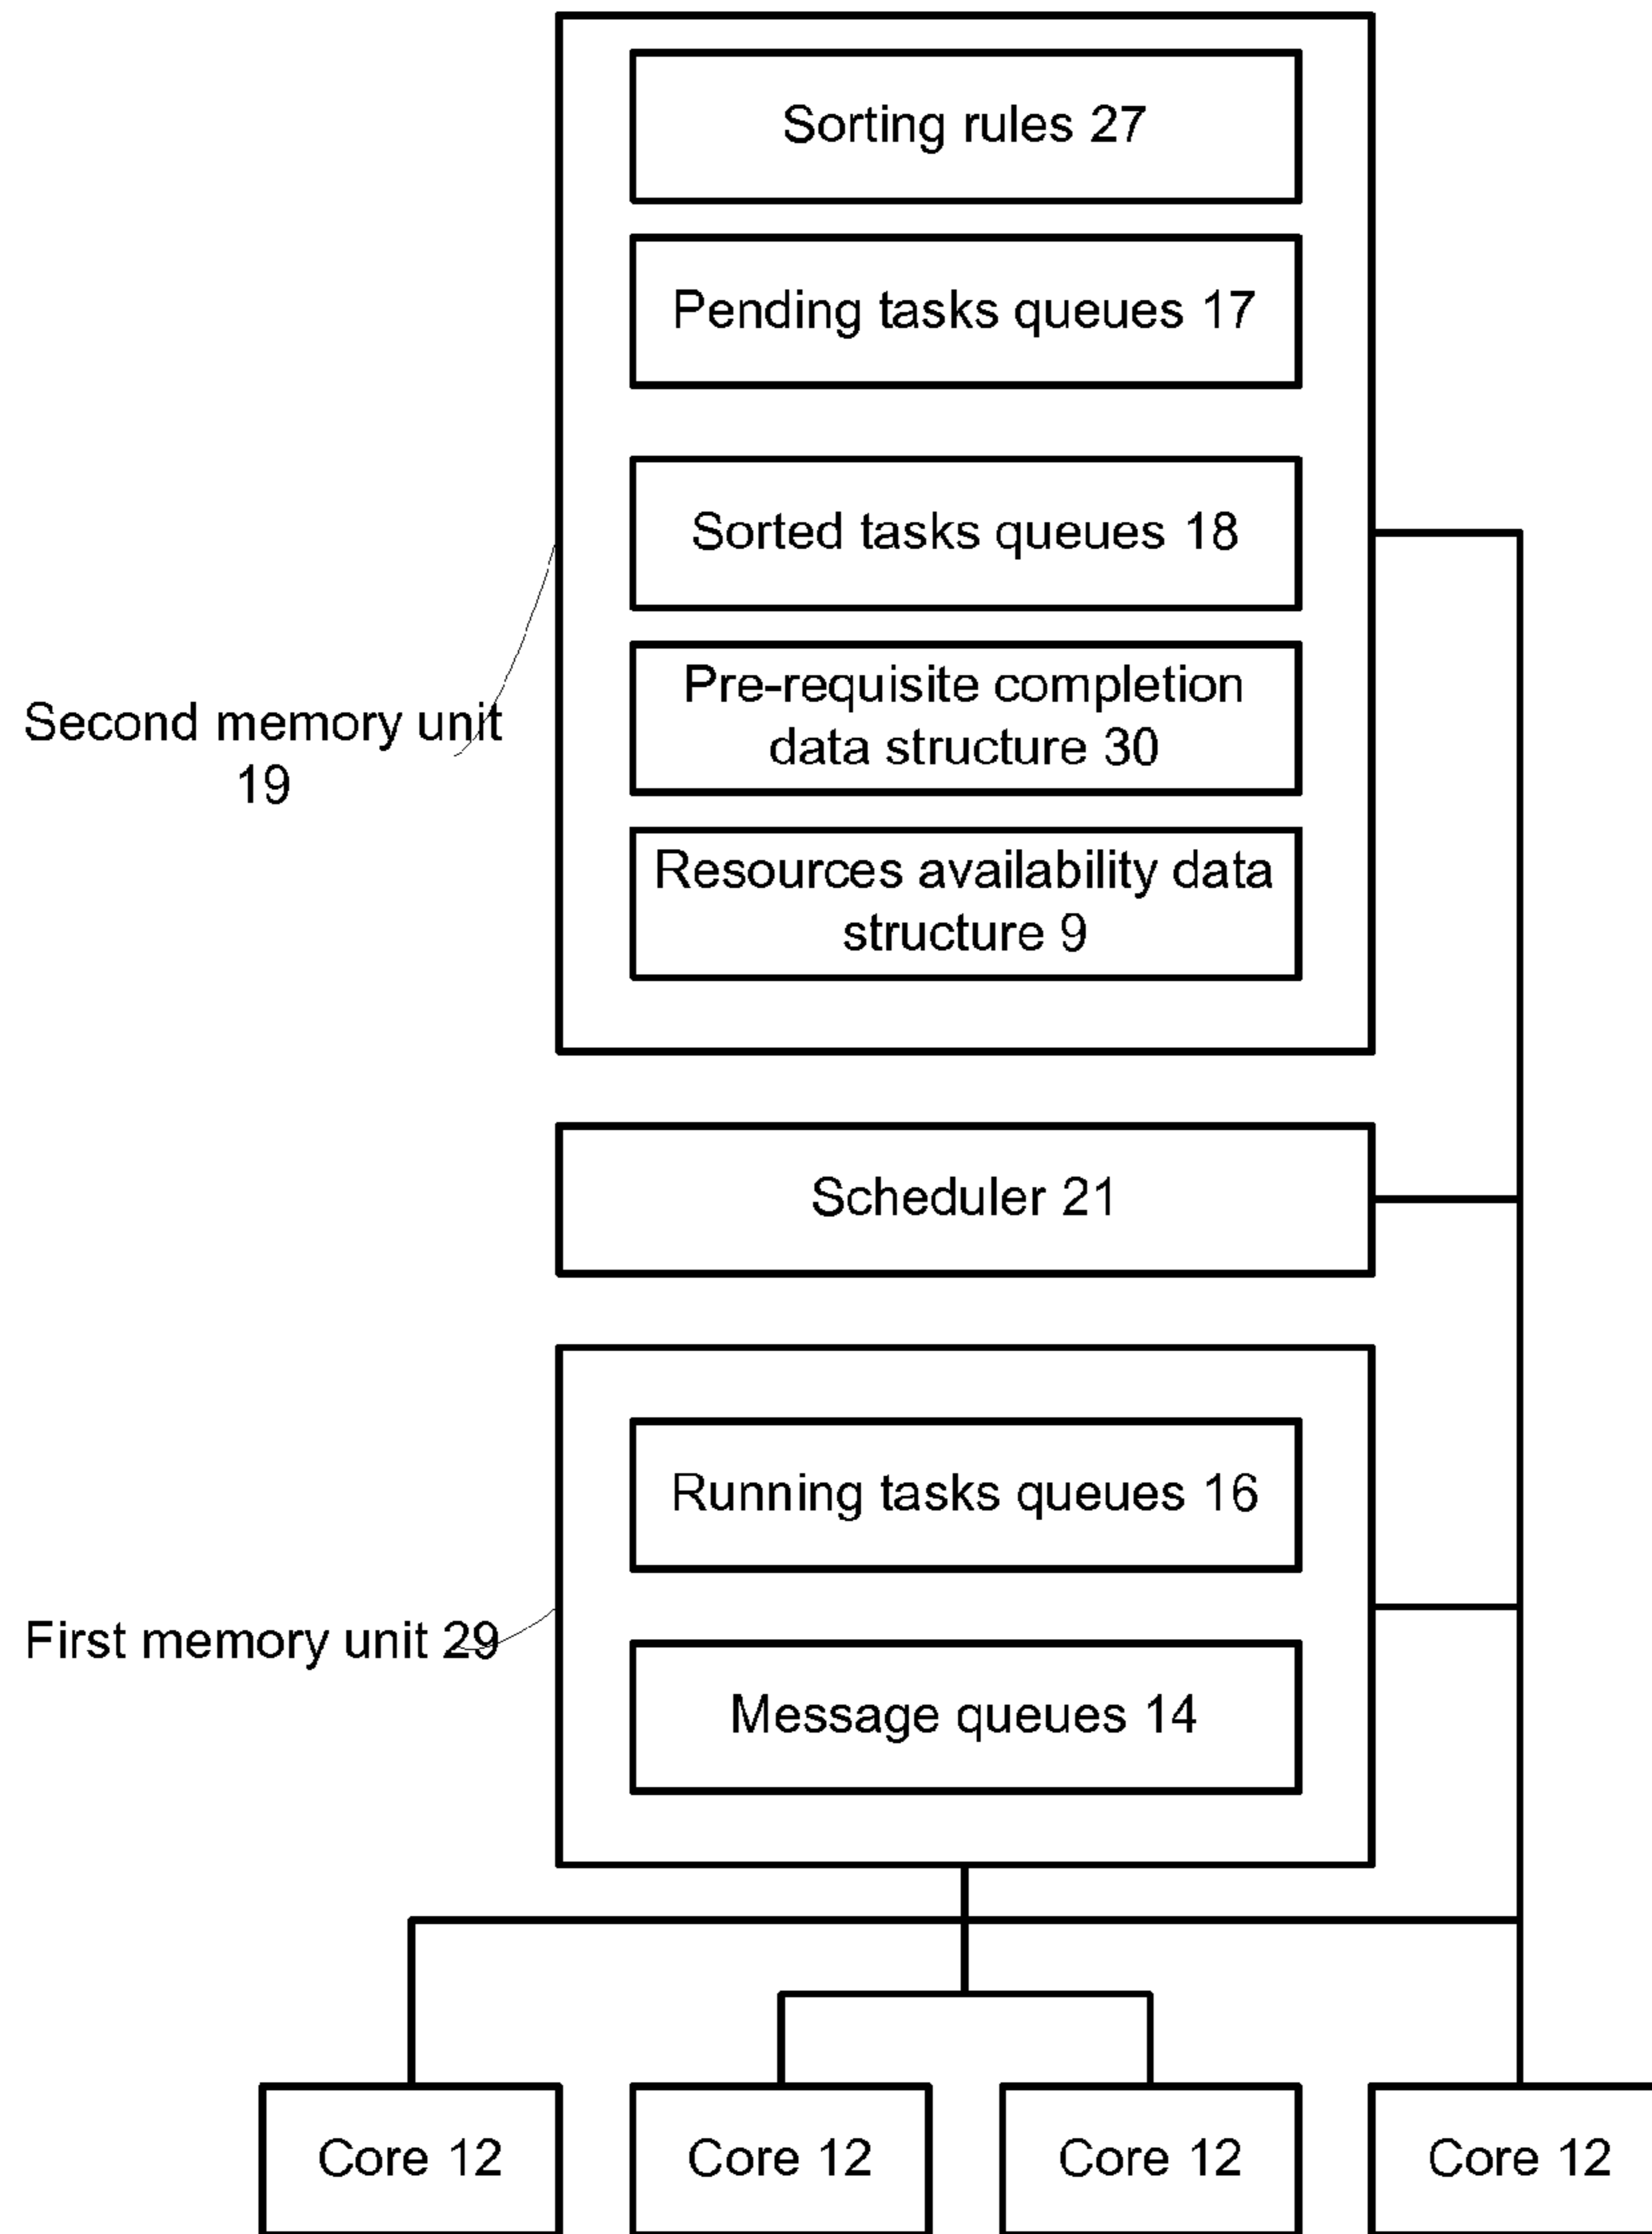 Sorting rules 27
Pending tasks queues 17
Sorted tasks queues 18
Pre-requisite completion
data structure 30
Second memory unit
19
Resources availability data
structure 9
Scheduler 21
Running tasks queues 16
First memory unit 29
Message queues 14
Core 12
Core 12
Core 12
Core 12